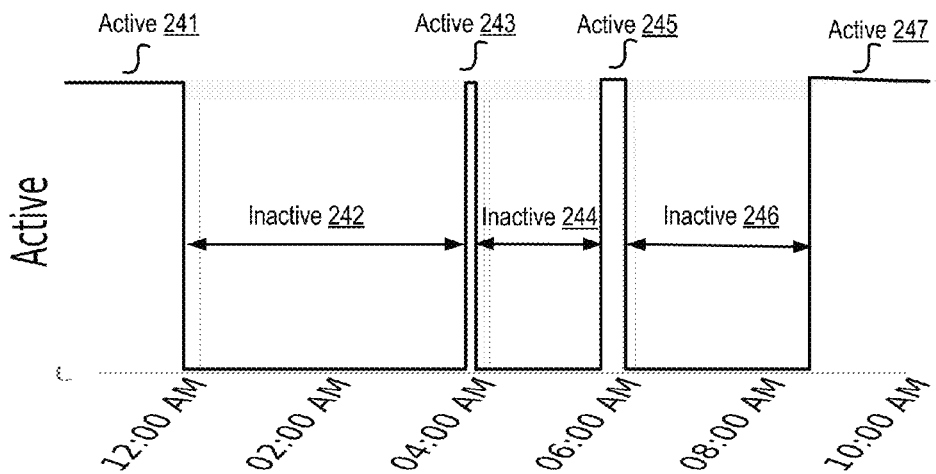 Active 241
Active 243
Active 245
Active 247
Active
Inactive 242
Inactive 244
Inactive 246
12:00 AM
02:00 AM
04:00 AM
06:00 AM
08:00 AM
10:00 AM